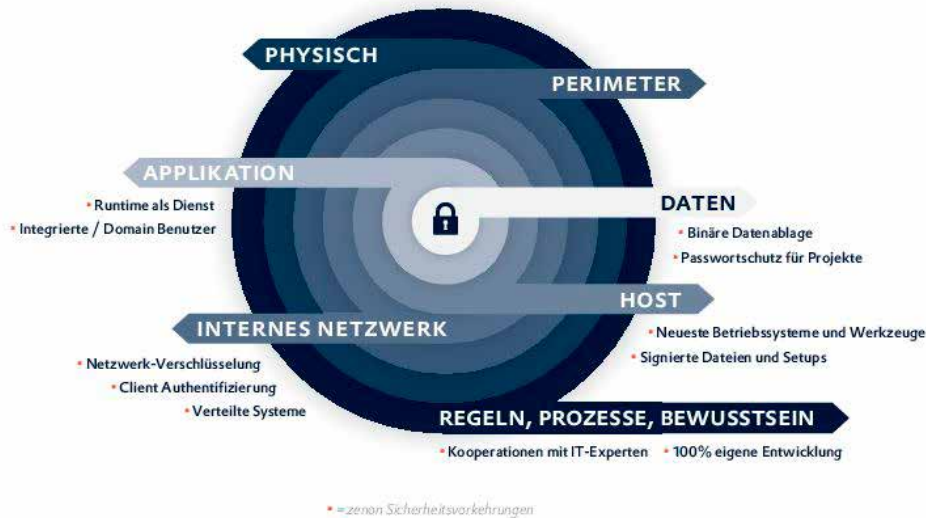 PHYSISCH
PERIMETER
APPLIKATION
• Runtime als Dienst
• Integrierte / Domain Benutzer
DATEN
• Binäre Datenablage
• Passwortschutz für Projekte
HOST
• Neueste Betriebssysteme und Werkzeuge
• Signierte Dateien und Setups
INTERNES NETZWERK
• Netzwerk-Verschlüsselung
• Client Authentifizierung
• Verteilte Systeme
REGELN, PROZESSE, BEWUSSTSEIN
• Kooperationen mit IT-Experten • 100% eigene Entwicklung
• = zenon Sicherheitsvorkehrungen